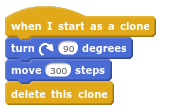 when I start as a clone
turn 90 degrees
move 300 steps
delete this clone